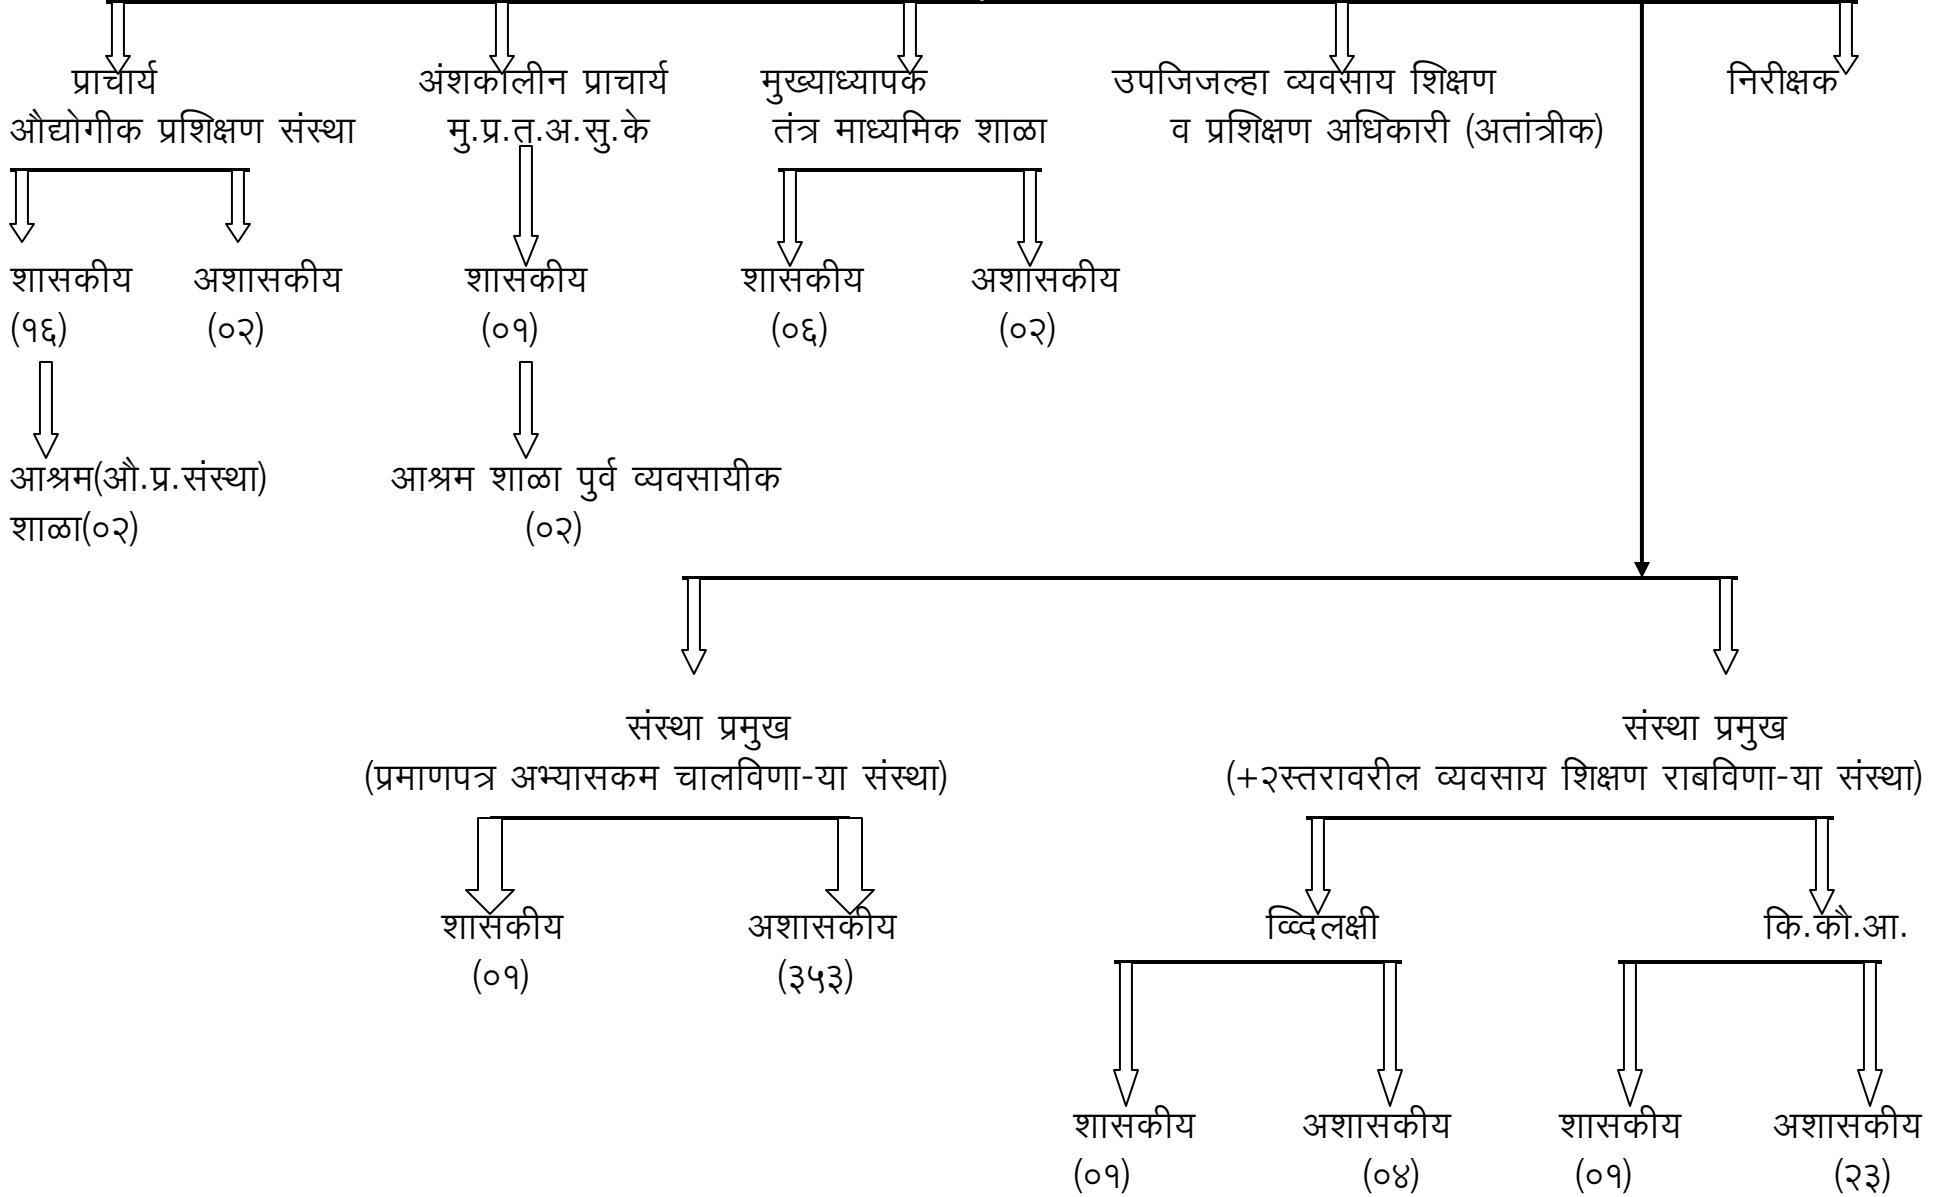 प्राचार्य अंशकालीन प्राचार्य मुख्याध्यापक उपजिजल्हा व्यवसाय शिक्षण निरीक्षक
औद्योगीक प्रशिक्षण संस्था मु.प्र.त.अ.सु.के तंत्र माध्यमिक शाळा व प्रशिक्षण अधिकारी (अतांत्रीक)
शासकीय अशासकीय शासकीय शासकीय अशासकीय
(१६) (०२) (०१) (०६) (०२)
आश्रम(औ.प्र.संस्था) आश्रम शाळा पुर्व व्यवसायीक
शाळा(०२) (०२)
संस्था प्रमुख संस्था प्रमुख
(प्रमाणपत्र अभ्यासकम चालविणा-या संस्था) (+२स्तरावरील व्यवसाय शिक्षण राबविणा-या संस्था)
शासकीय अशासकीय व्दिलक्षी कि.कौ.आ.
(०१) (३५३)
शासकीय अशासकीय शासकीय अशासकीय
(०१) (०४) (०१) (२३)